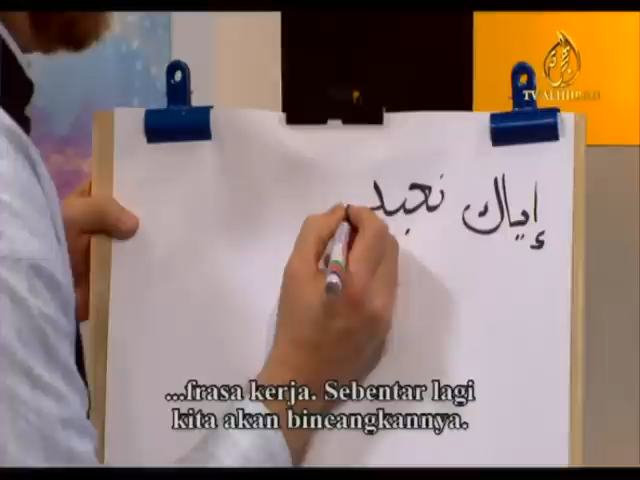 TV ALHIJRAH
إياك نعبد
...frasa kerja. Sebentar lagi
kita akan bincangkannya.